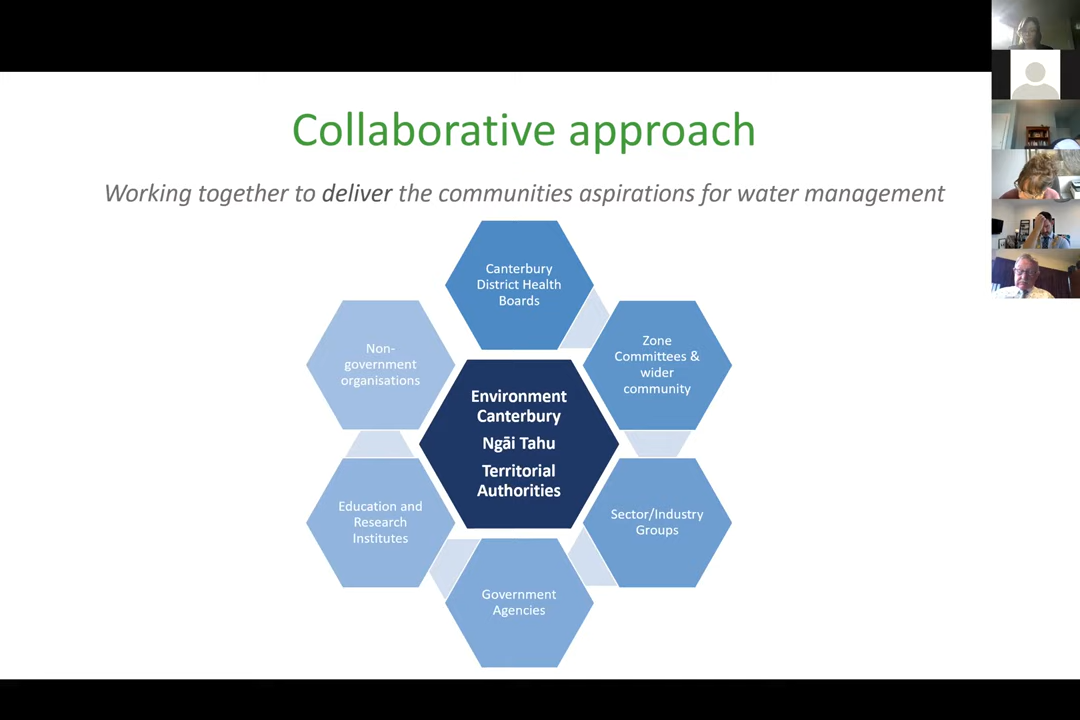 Collaborative approach
Working together to deliver the communities aspirations for water management
Canterbury
District Health
Boards
Zone
Committees &
wider
community
Sector/Industry
Groups
Government
Agencies
Education and
Research
Institutes
Non-
government
organisations
Environment
Canterbury
Ngāi Tahu
Territorial
Authorities